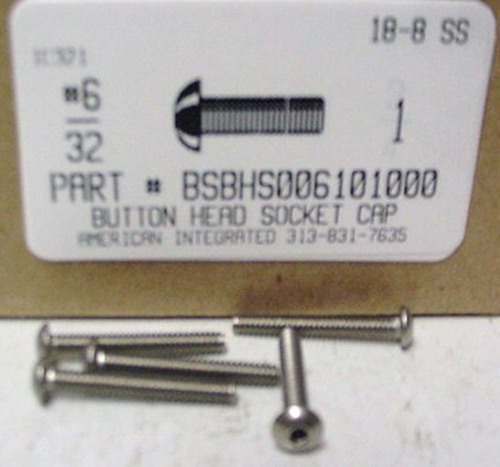 18-8 SS
#6
32
1
PART # BSBHS006101000
BUTTON HEAD SOCKET CAP
AMERICAN INTEGRATED 313-831-7635